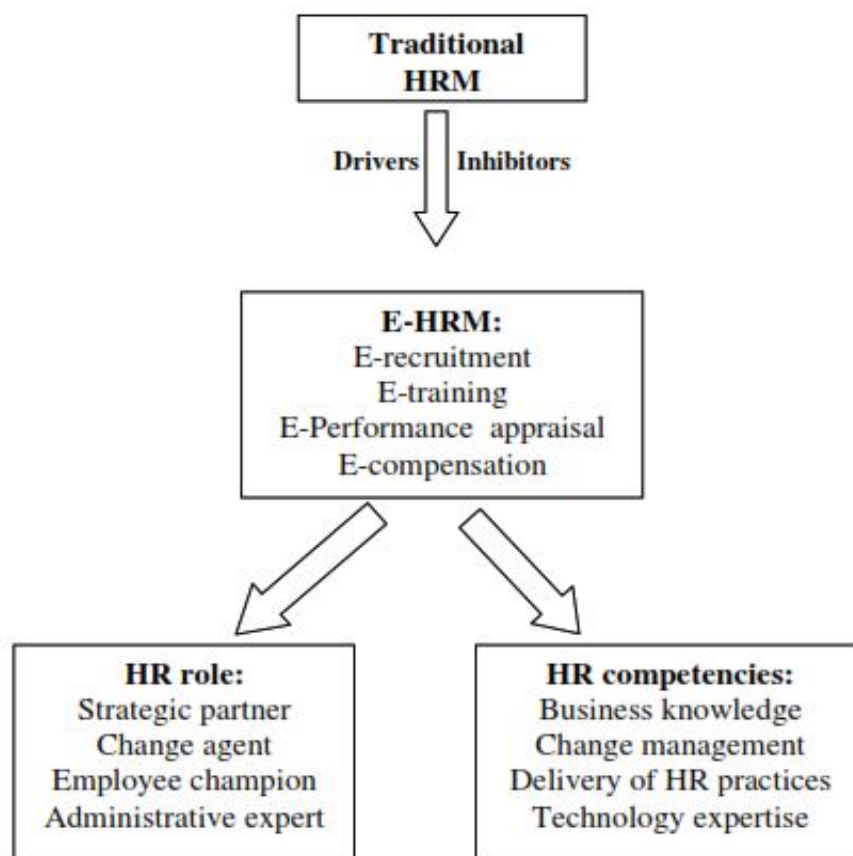 Traditional
HRM
Drivers Inhibitors
E-HRM:
E-recruitment
E-training
E-Performance appraisal
E-compensation
HR role:
Strategic partner
Change agent
Employee champion
Administrative expert
HR competencies:
Business knowledge
Change management
Delivery of HR practices
Technology expertise